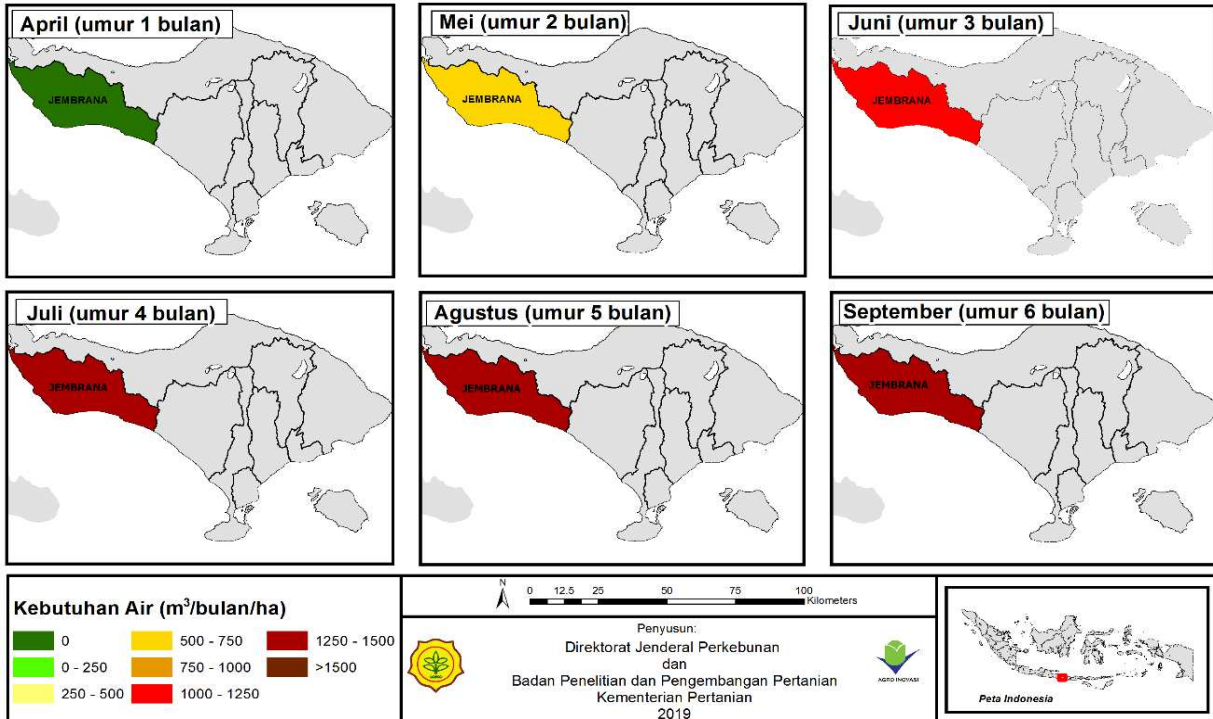 April (umur 1 bulan)
JEMBRANA
Mei (umur 2 bulan)
JEMBRANA
Juni (umur 3 bulan)
JEMBRANA
Juli (umur 4 bulan)
JEMBRANA
Agustus (umur 5 bulan)
JEMBRANA
September (umur 6 bulan)
JEMBRANA
Kebutuhan Air (m³/bulan/ha)
0
0 - 250
250 - 500
500 - 750
750 - 1000
1000 - 1250
1250 - 1500
>1500
N
0 12.5 25 50 75 100
Kilometers
Penyusun:
Direktorat Jenderal Perkebunan
dan
Badan Penelitian dan Pengembangan Pertanian
Kementerian Pertanian
2019
AGRO INOVASI
Peta Indonesia